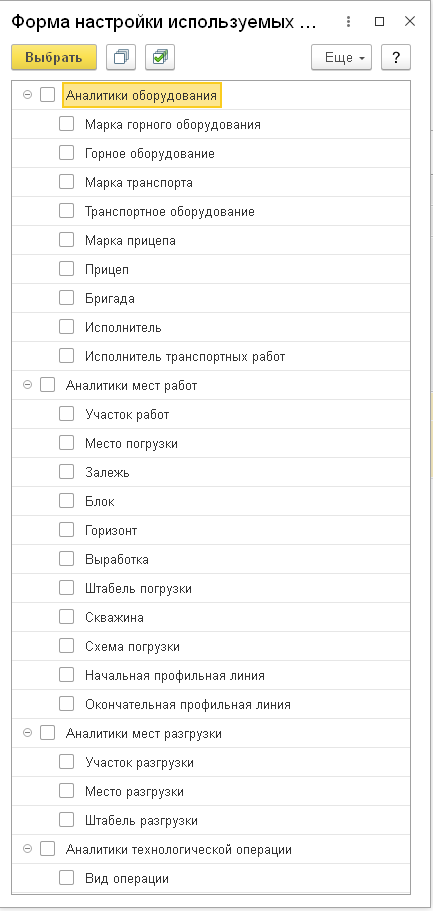 Форма настройки используемых ...
Выбрать
Еще
?
Аналитики оборудования
Марка горного оборудования
Горное оборудование
Марка транспорта
Транспортное оборудование
Марка прицепа
Прицеп
Бригада
Исполнитель
Исполнитель транспортных работ
Аналитики мест работ
Участок работ
Место погрузки
Залежь
Блок
Горизонт
Выработка
Штабель погрузки
Скважина
Схема погрузки
Начальная профильная линия
Окончательная профильная линия
Аналитики мест разгрузки
Участок разгрузки
Место разгрузки
Штабель разгрузки
Аналитики технологической операции
Вид операции